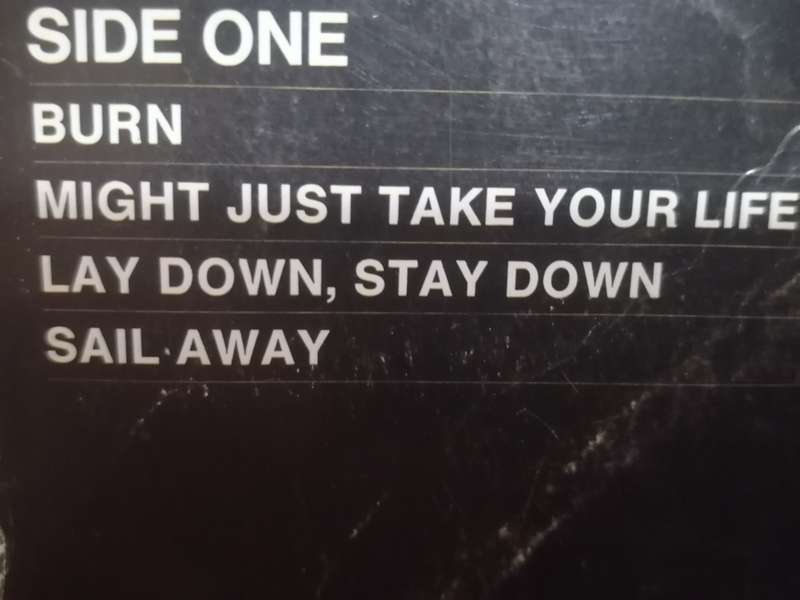 SIDE ONE
BURN
MIGHT JUST TAKE YOUR LIFE
LAY DOWN, STAY DOWN
SAIL AWAY